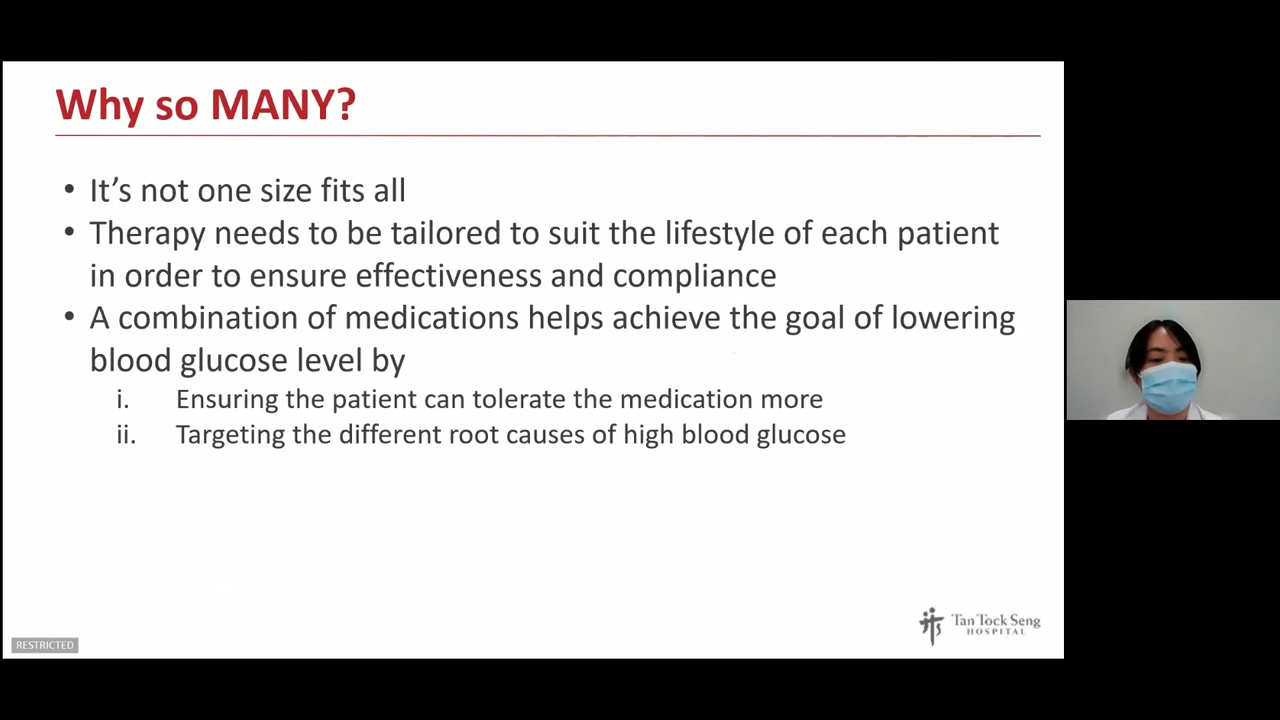 Why so MANY?
• It's not one size fits all
• Therapy needs to be tailored to suit the lifestyle of each patient
in order to ensure effectiveness and compliance
• A combination of medications helps achieve the goal of lowering
blood glucose level by
i. Ensuring the patient can tolerate the medication more
ii. Targeting the different root causes of high blood glucose
Tan Tock Seng
HOSPITAL
RESTRICTED